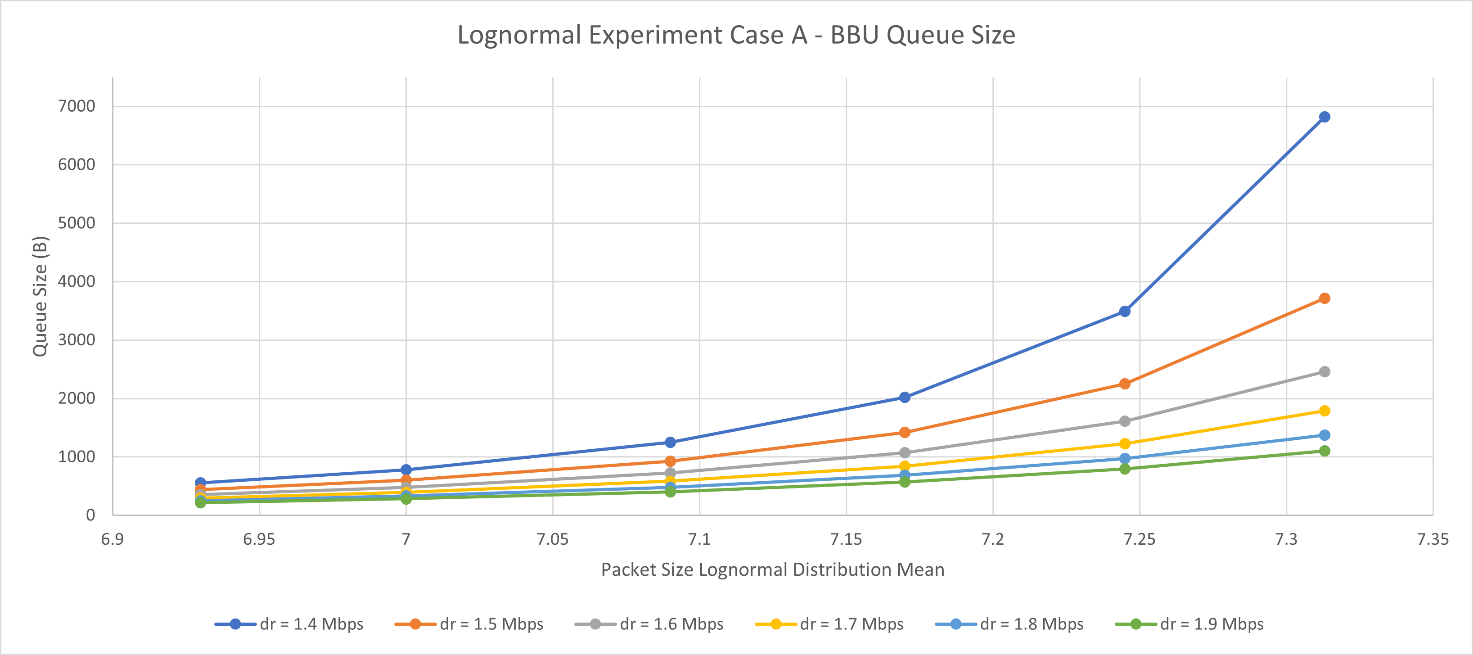 Lognormal Experiment Case A - BBU Queue Size
7000
6000
5000
4000
3000
2000
1000
0
Queue Size (B)
6.9 6.95 7 7.05 7.1 7.15 7.2 7.25 7.3 7.35
Packet Size Lognormal Distribution Mean
dr = 1.4 Mbps dr = 1.5 Mbps dr = 1.6 Mbps dr = 1.7 Mbps dr = 1.8 Mbps dr = 1.9 Mbps